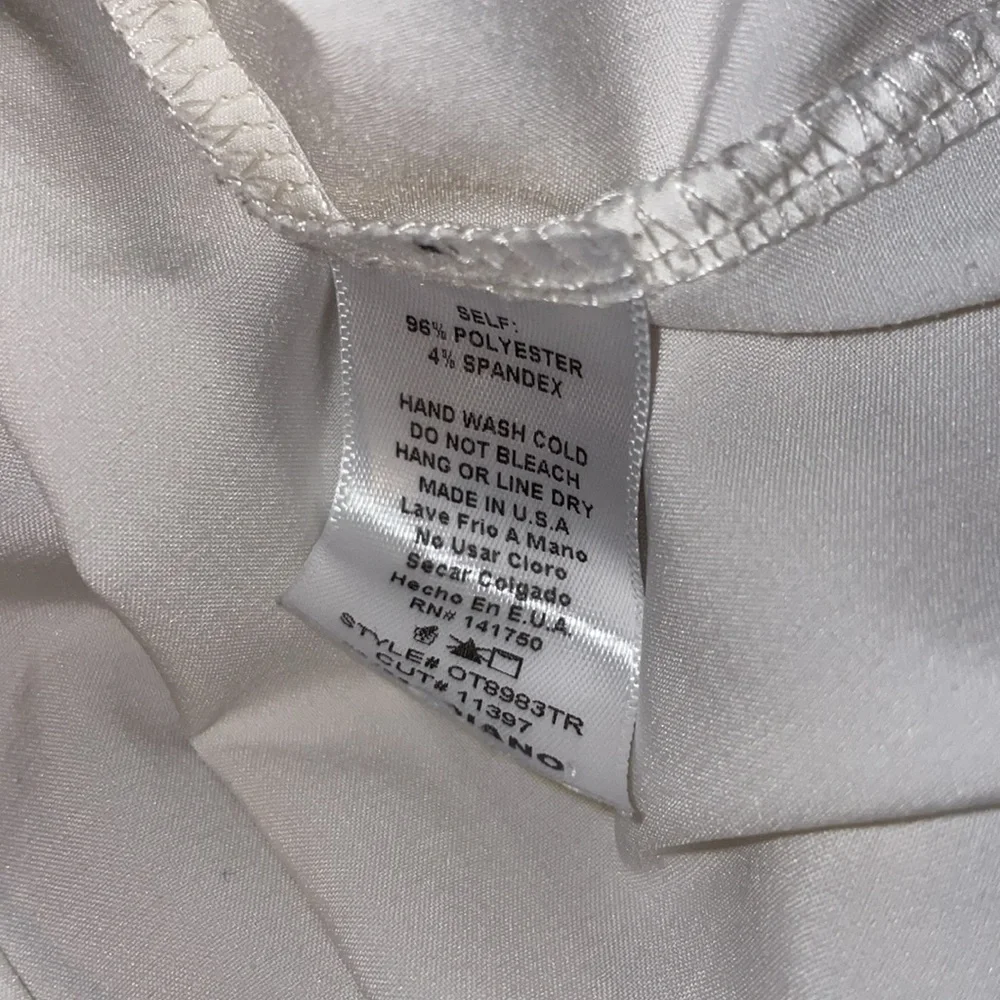 SELF:
96% POLYESTER
4% SPANDEX
HAND WASH COLD
DO NOT BLEACH
HANG OR LINE DRY
MADE IN U.S.A
Lave Frio A Mano
No Usar Cloro
Secar Colgado
Hecho En E.U.A.
RN# 141750
STYLE# OT8983TR
CUT# 11397